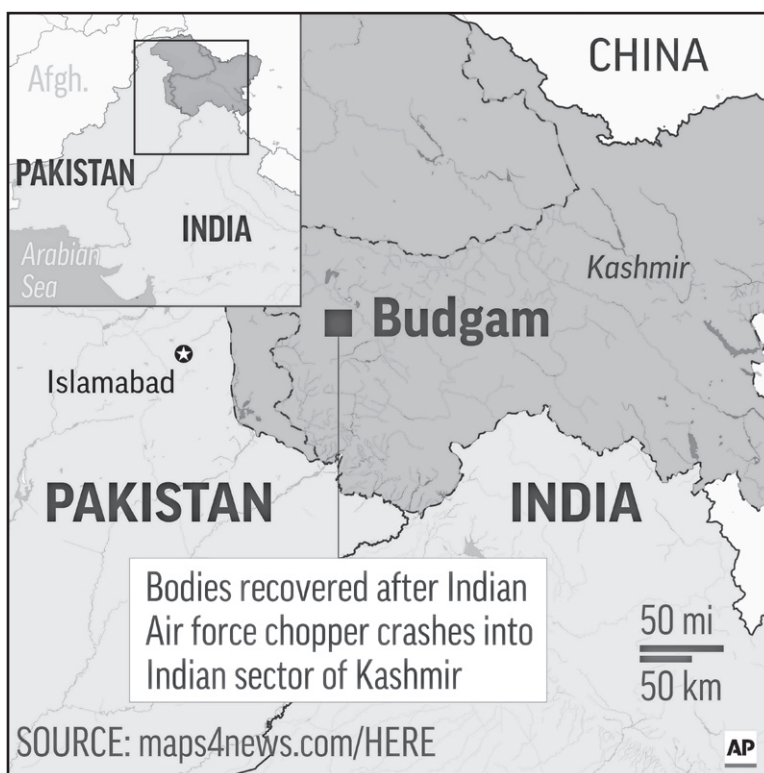 Afgh.
CHINA
PAKISTAN
INDIA
Arabian
Sea
Kashmir
Budgam
Islamabad
PAKISTAN
INDIA
Bodies recovered after Indian
Air force chopper crashes into
Indian sector of Kashmir
50 mi
50 km
SOURCE: maps4news.com/HERE
AP